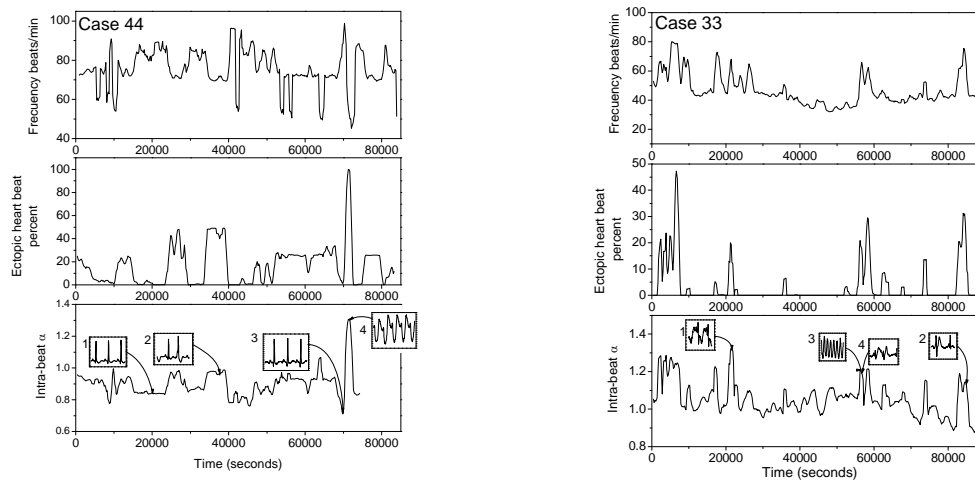 Case 44
Frecuency beats/min
100
80
60
40
0 20000 40000 60000 80000
Ectopic heart beat
percent
100
80
60
40
20
0
0 20000 40000 60000 80000
Intra-beat α
1.4
1.2
1.0
0.8
0.6
1
2
3
4
0 20000 40000 60000 80000
Time (seconds)
Case 33
Frecuency beats/min
100
80
60
40
20
0 20000 40000 60000 80000
Ectopic heart beat
percent
50
40
30
20
10
0
0 20000 40000 60000 80000
Intra-beat α
1.4
1.2
1.0
0.8
1
3
4
2
0 20000 40000 60000 80000
Time (seconds)